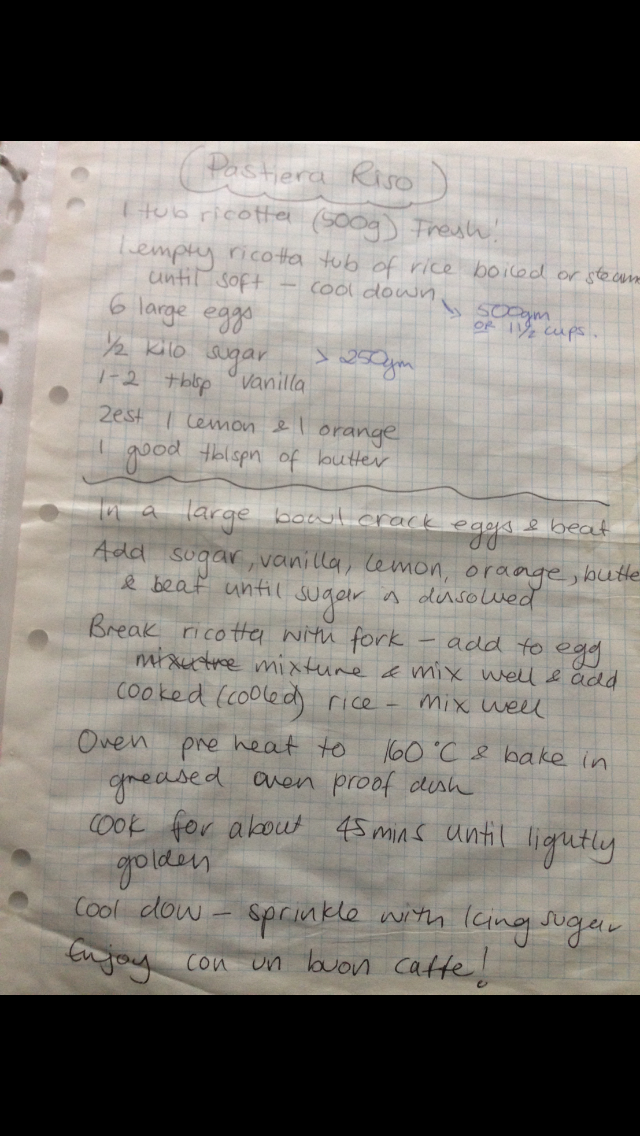 Pastiera Riso
1 tub ricotta (500g) Fresh!
1 empty ricotta tub of rice boiled or steam
until soft - cool down
500gm
OR 1 1/2 cups.
6 large eggs
1/2 kilo sugar > 250gm
1-2 tblsp vanilla
Zest 1 lemon & 1 orange
1 good tblspn of butter
In a large bowl crack eggs & beat
Add sugar, vanilla, lemon, orange, butte
& beat until sugar is dissolved
Break ricotta with fork - add to egg
mixutre mixture & mix well & add
cooked (cooled) rice - mix well
Oven pre heat to 160°C & bake in
greased oven proof dish
Cook for about 45mins until lightly
golden
Cool dow - sprinkle with Icing sugar
Enjoy con un buon caffe!